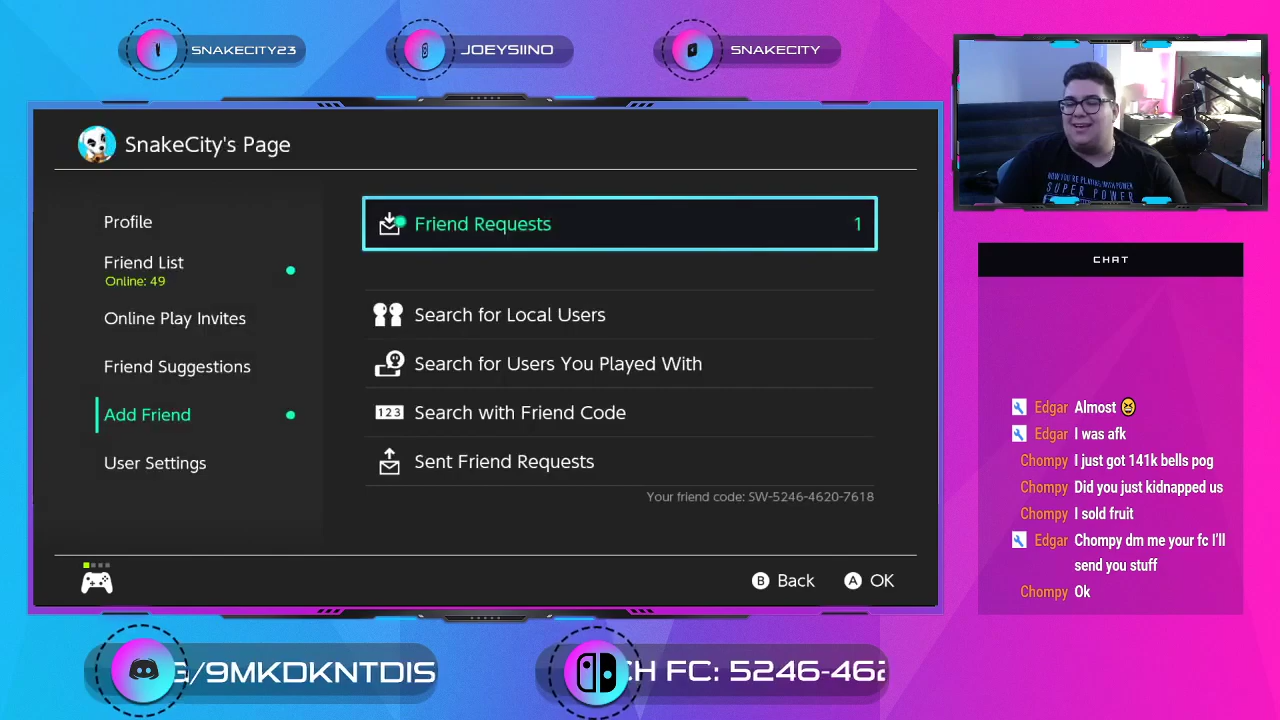 SNAKECITY23
JOEYSIINO
SNAKECITY
SnakeCity's Page
Profile
Friend List
Online: 49
Online Play Invites
Friend Suggestions
Add Friend
User Settings
Friend Requests 1
Search for Local Users
Search for Users You Played With
123 Search with Friend Code
Sent Friend Requests
Your friend code: SW-5246-4620-7618
B Back A OK
SUPER POWER
CHAT
Edgar Almost
Edgar I was afk
Chompy I just got 141k bells pog
Chompy Did you just kidnapped us
Chompy I sold fruit
Edgar Chompy dm me your fc I'll
send you stuff
Chompy Ok
/9MKDKNTDIS
CH FC: 5246-462